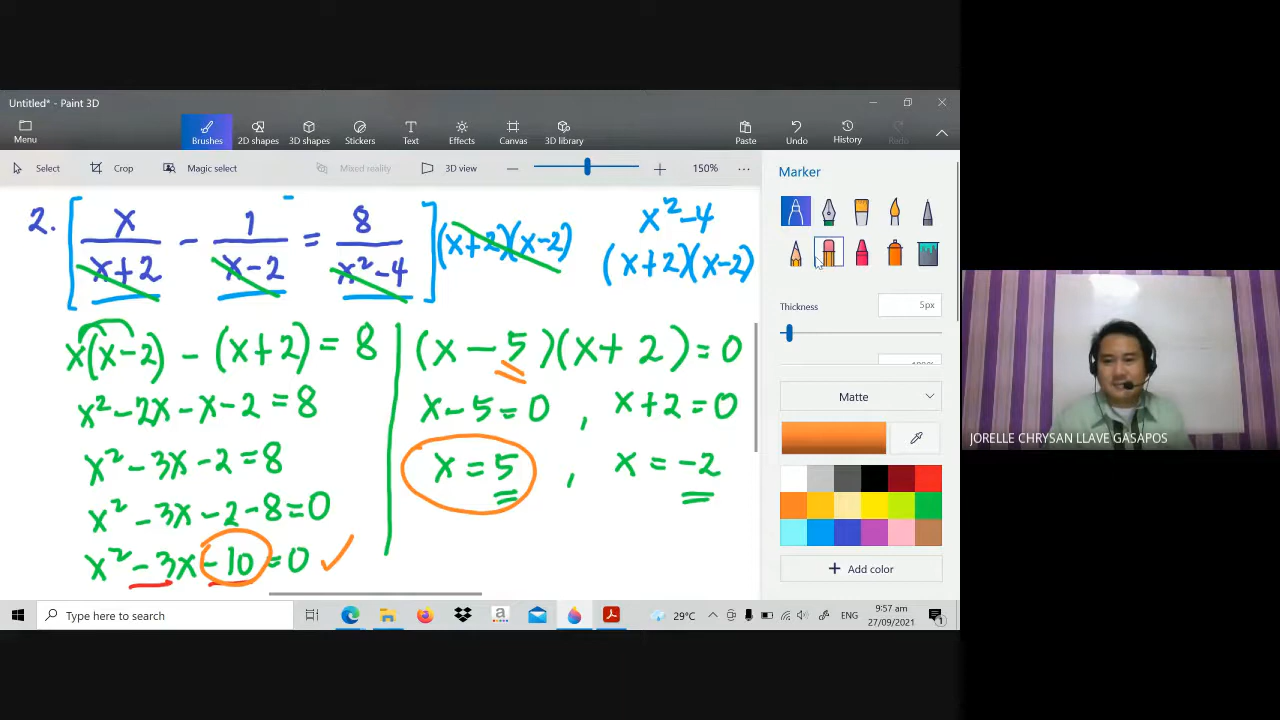 Untitled* - Paint 3D
Menu
Brushes
2D shapes
3D shapes
Stickers
Text
Effects
Canvas
3D library
Paste
Undo
History
Redo
Select
Crop
Magic select
Mixed reality
3D view
150%
Marker
Thickness
5px
Matte
Add color
2. [x/(x+2) - 1/(x-2) = 8/(x²-4)] (x+2)(x-2)
x²-4
(x+2)(x-2)
x(x-2) - (x+2) = 8
x² -2x -x -2 = 8
x² -3x -2 = 8
x² -3x -2 -8 = 0
x² -3x -10 = 0 ✓
(x - 5)(x + 2) = 0
x - 5 = 0 , x + 2 = 0
x = 5 , x = -2
JORELLE CHRYSAN LLAVE GASAPOS
Type here to search
a
29°C
ENG
9:57 am
27/09/2021
1